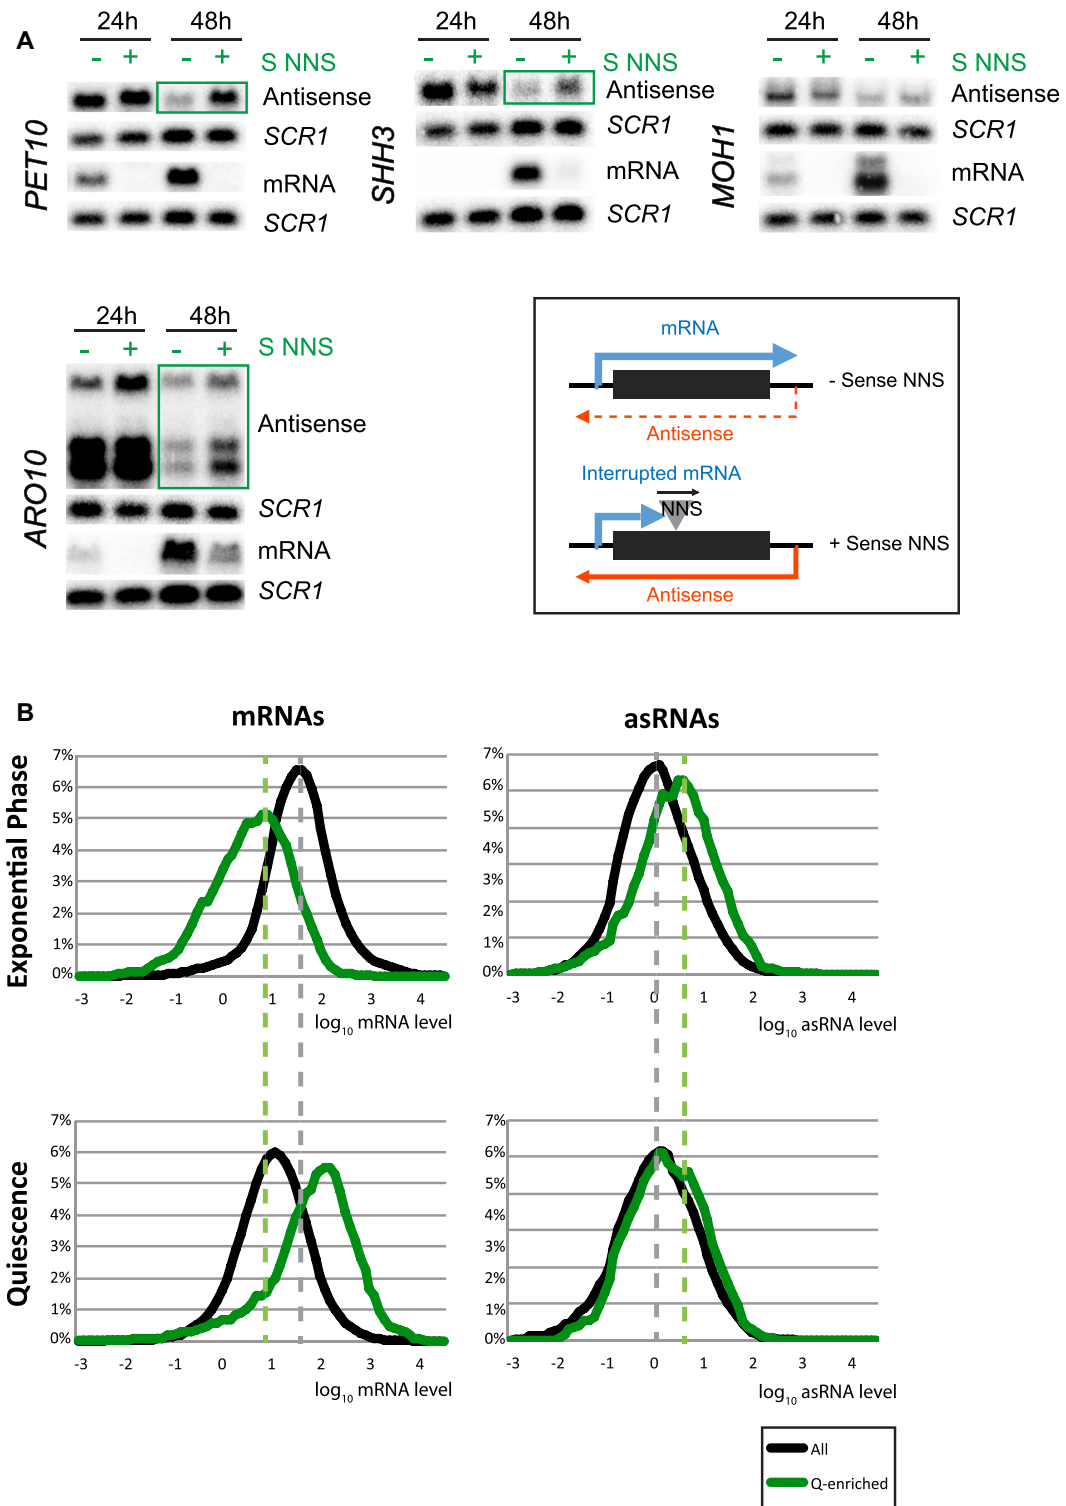 A
24h 48h
- + - + S NNS
PET10
Antisense
SCR1
mRNA
SCR1
24h 48h
- + - + S NNS
SHH3
Antisense
SCR1
mRNA
SCR1
24h 48h
- + - + S NNS
MOH1
Antisense
SCR1
mRNA
SCR1
24h 48h
- + - + S NNS
ARO10
Antisense
SCR1
mRNA
SCR1
mRNA
- Sense NNS
Antisense
Interrupted mRNA
NNS
+ Sense NNS
Antisense
B
mRNAs
asRNAs
Exponential Phase
7%
6%
5%
4%
3%
2%
1%
0%
-3 -2 -1 0 1 2 3 4
log10 mRNA level
7%
6%
5%
4%
3%
2%
1%
0%
-3 -2 -1 0 1 2 3 4
log10 asRNA level
Quiescence
7%
6%
5%
4%
3%
2%
1%
0%
-3 -2 -1 0 1 2 3 4
log10 mRNA level
7%
6%
5%
4%
3%
2%
1%
0%
-3 -2 -1 0 1 2 3 4
log10 asRNA level
All
Q-enriched